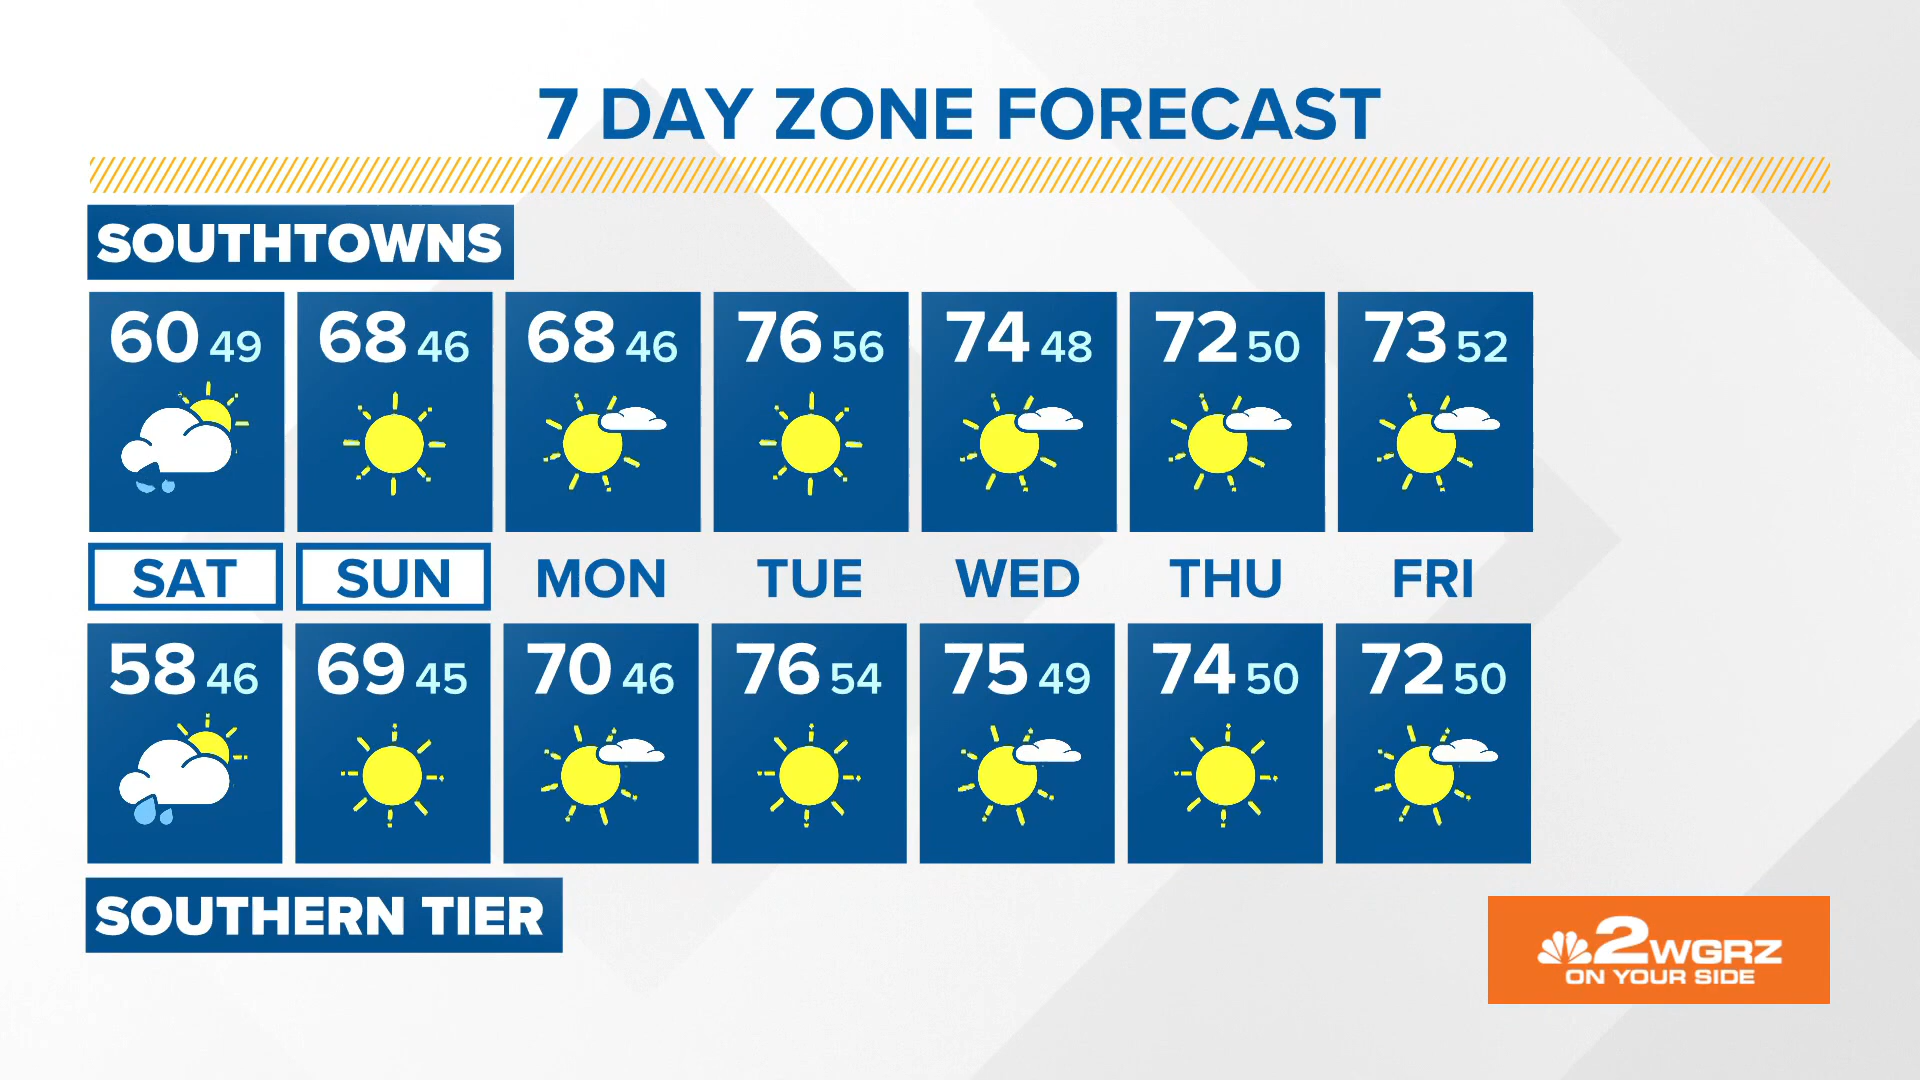 7 DAY ZONE FORECAST
SOUTHTOWNS
60 49 68 46 68 46 76 56 74 48 72 50 73 52
SAT SUN MON TUE WED THU FRI
58 46 69 45 70 46 76 54 75 49 74 50 72 50
SOUTHERN TIER
2 WGRZ
ON YOUR SIDE